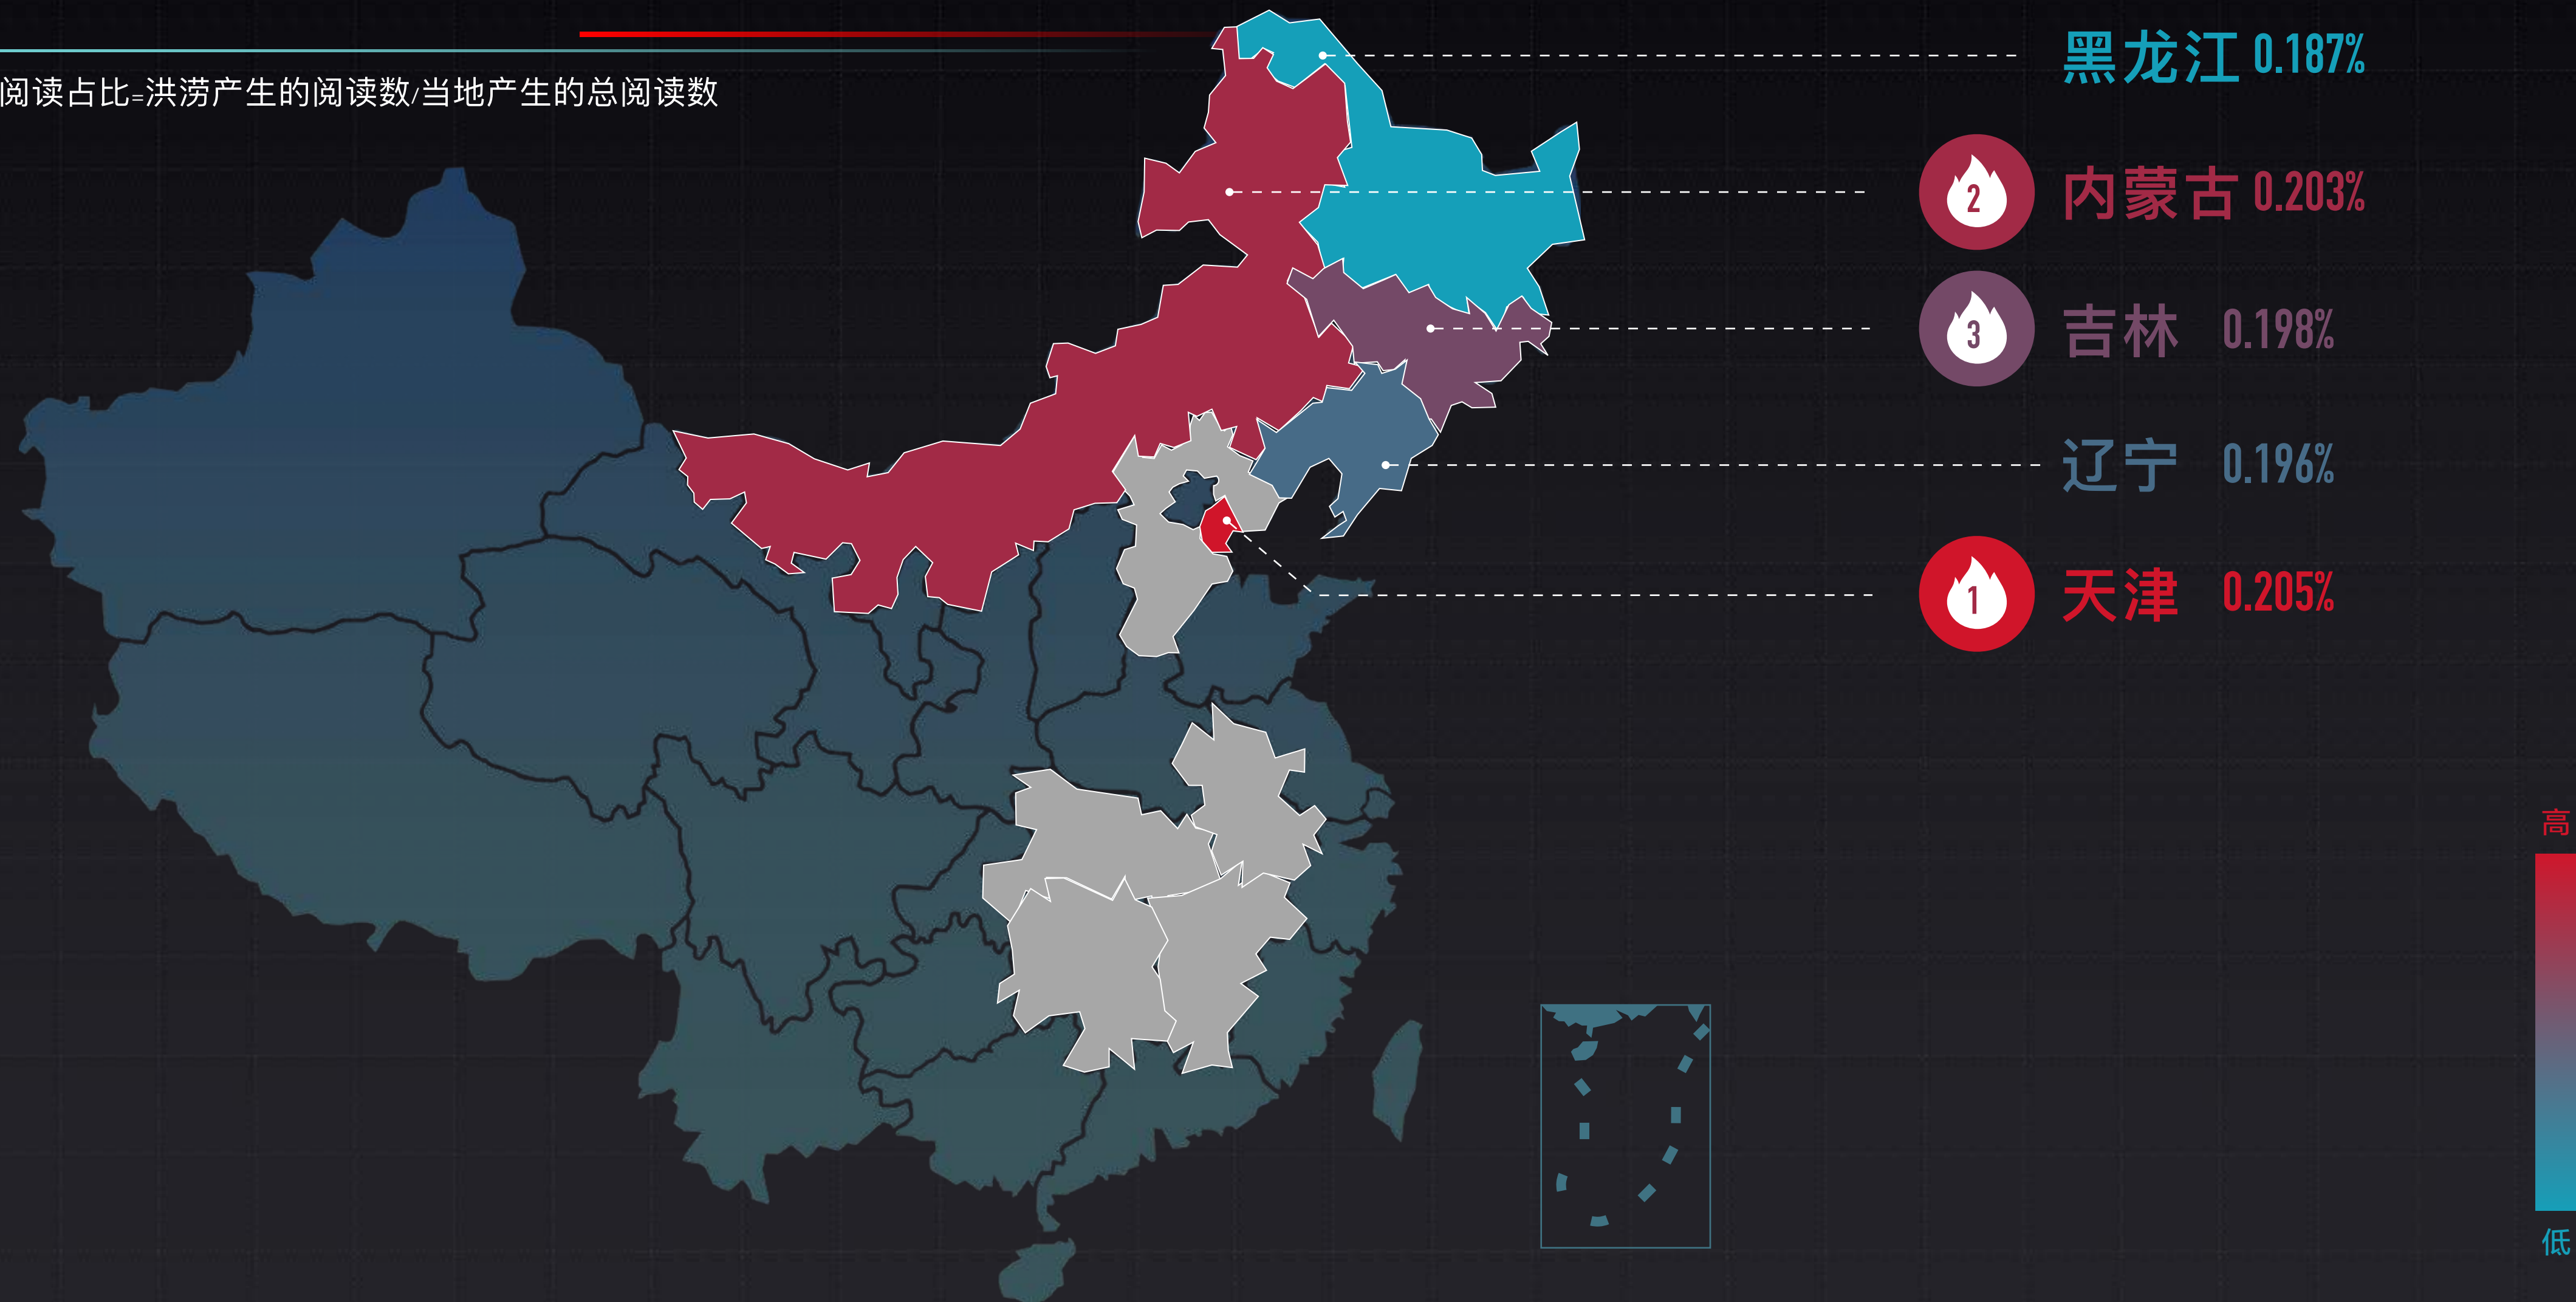 阅读占比=洪涝产生的阅读数/当地产生的总阅读数
黑龙江 0.187%
2 内蒙古 0.203%
3 吉林 0.198%
辽宁 0.196%
1 天津 0.205%
高
低